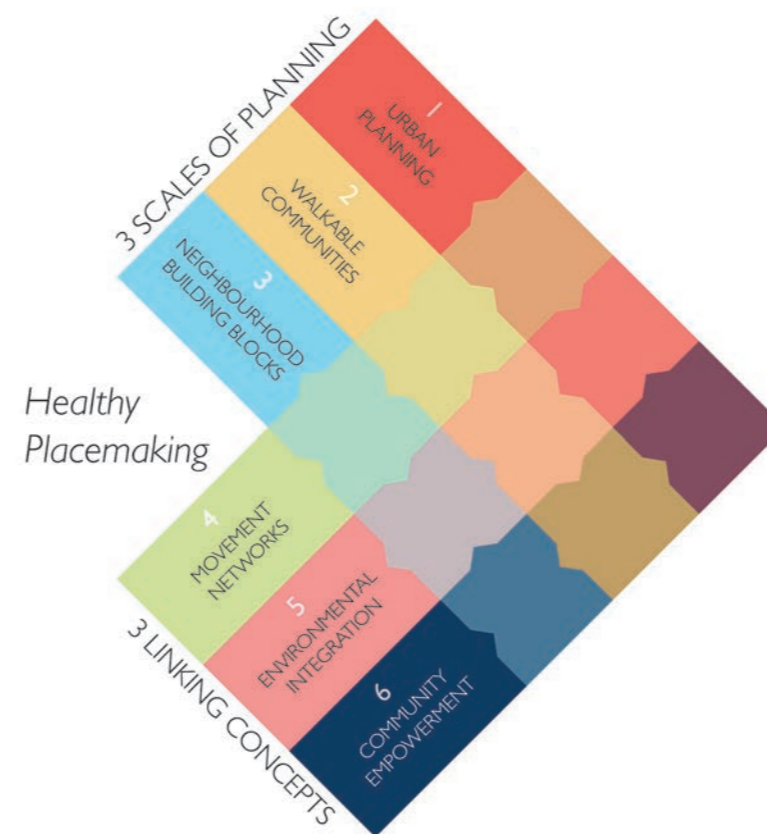 3 SCALES OF PLANNING
1
URBAN
PLANNING
2
WALKABLE
COMMUNITIES
3
NEIGHBOURHOOD
BUILDING BLOCKS
Healthy
Placemaking
4
MOVEMENT
NETWORKS
5
ENVIRONMENTAL
INTEGRATION
6
COMMUNITY
EMPOWERMENT
3 LINKING CONCEPTS